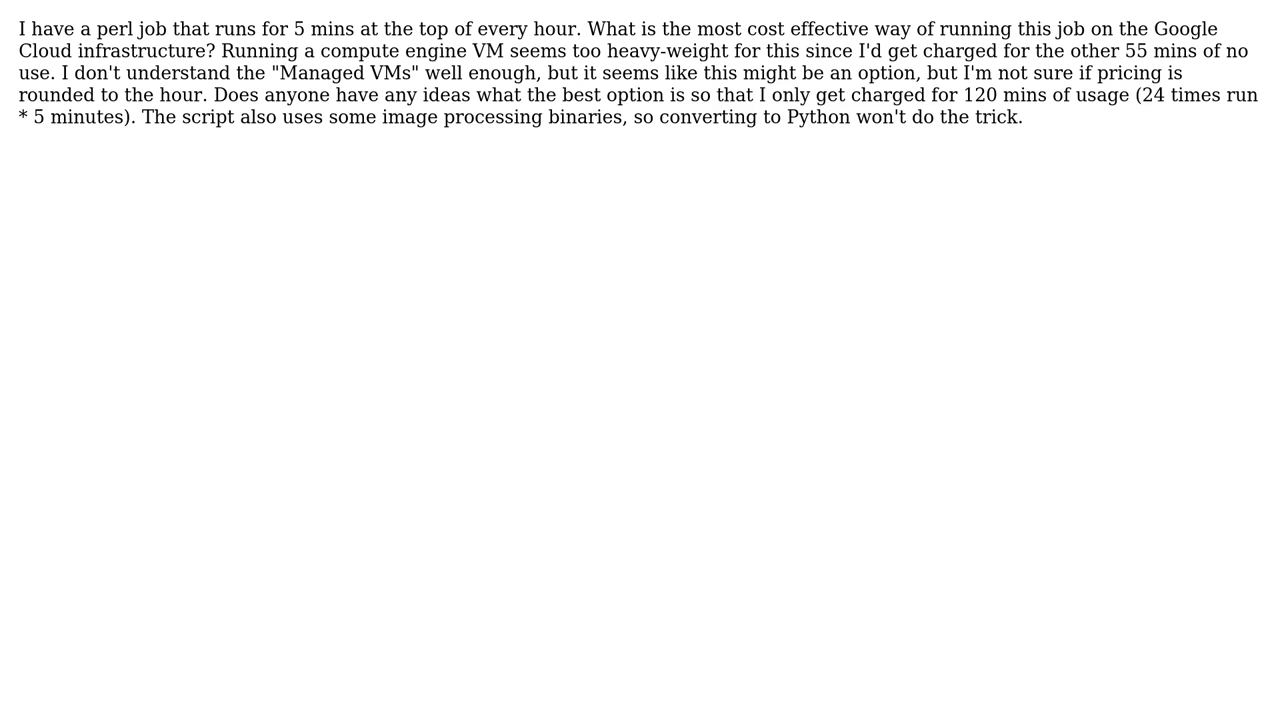 I have a perl job that runs for 5 mins at the top of every hour. What is the most cost effective way of running this job on the Google
Cloud infrastructure? Running a compute engine VM seems too heavy-weight for this since I'd get charged for the other 55 mins of no
use. I don't understand the "Managed VMs" well enough, but it seems like this might be an option, but I'm not sure if pricing is
rounded to the hour. Does anyone have any ideas what the best option is so that I only get charged for 120 mins of usage (24 times run
* 5 minutes). The script also uses some image processing binaries, so converting to Python won't do the trick.